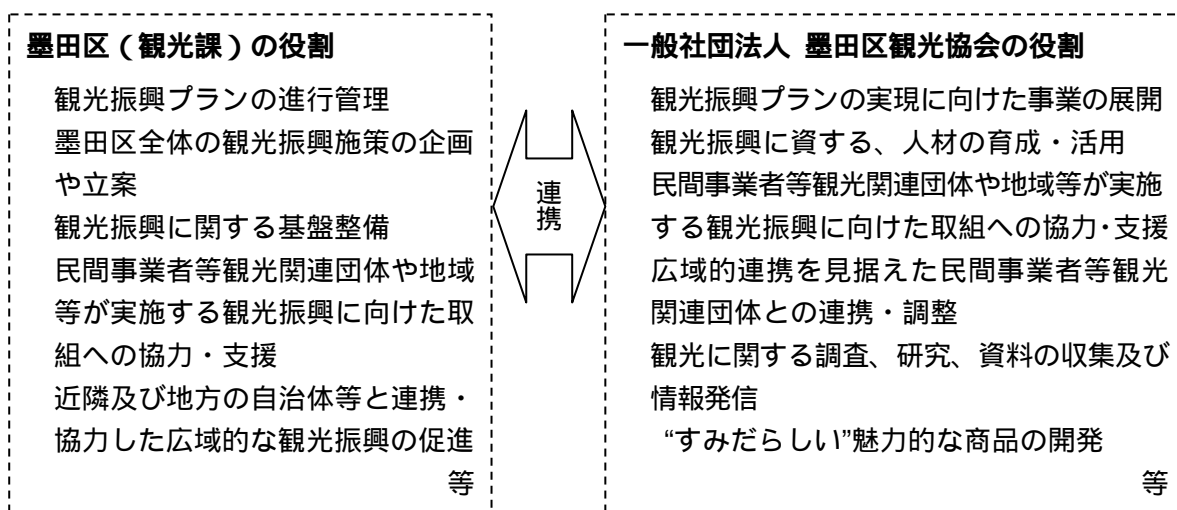 墨田区（観光課）の役割
観光振興プランの進行管理
墨田区全体の観光振興施策の企画
や立案
観光振興に関する基盤整備
民間事業者等観光関連団体や地域
等が実施する観光振興に向けた取
組への協力・支援
近隣及び地方の自治体等と連携・
協力した広域的な観光振興の促進
等
連携
一般社団法人 墨田区観光協会の役割
観光振興プランの実現に向けた事業の展開
観光振興に資する、人材の育成・活用
民間事業者等観光関連団体や地域等が実施
する観光振興に向けた取組への協力・支援
広域的連携を見据えた民間事業者等観光
関連団体との連携・調整
観光に関する調査、研究、資料の収集及び
情報発信
“すみだらしい”魅力的な商品の開発
等